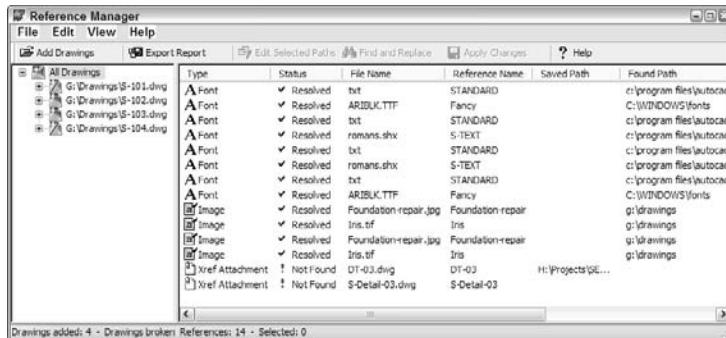 Reference Manager
File Edit View Help
Add Drawings Export Report Edit Selected Paths Find and Replace Apply Changes ? Help
All Drawings
G:\Drawings\S-101.dwg
G:\Drawings\S-102.dwg
G:\Drawings\S-103.dwg
G:\Drawings\S-104.dwg
Type Status File Name Reference Name Saved Path Found Path
Font Resolved txt STANDARD c:\program files\autocad
Font Resolved ARIBLK.TTF Fancy C:\WINDOWS\fonts
Font Resolved txt STANDARD c:\program files\autocad
Font Resolved romans.shx S-TEXT c:\program files\autocad
Font Resolved txt STANDARD c:\program files\autocad
Font Resolved romans.shx S-TEXT c:\program files\autocad
Font Resolved txt STANDARD c:\program files\autocad
Font Resolved ARIBLK.TTF Fancy C:\WINDOWS\fonts
Image Resolved Foundation-repair.jpg Foundation-repair g:\drawings
Image Resolved Iris.tif Iris g:\drawings
Image Resolved Foundation-repair.jpg Foundation-repair g:\drawings
Image Resolved Iris.tif Iris g:\drawings
Xref Attachment ! Not Found DT-03.dwg DT-03 H:\Projects\SE...
Xref Attachment ! Not Found S-Detail-03.dwg S-Detail-03
Drawings added: 4 - Drawings broken References: 14 - Selected: 0